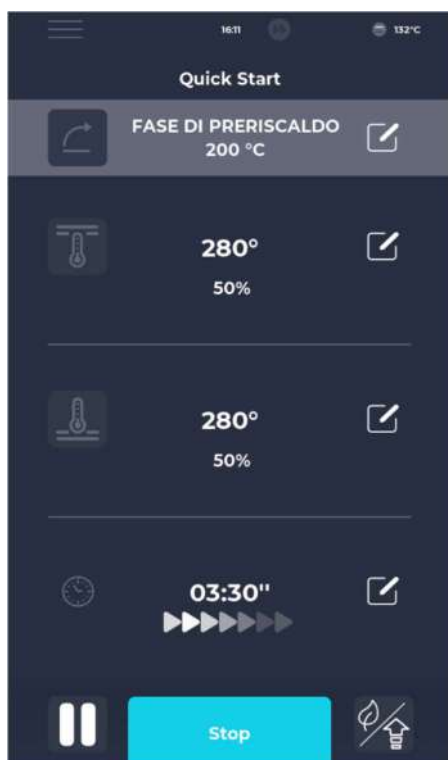 16:11
132°C
Quick Start
FASE DI PRERISCALDO
200 °C
280°
50%
280°
50%
03:30"
Stop